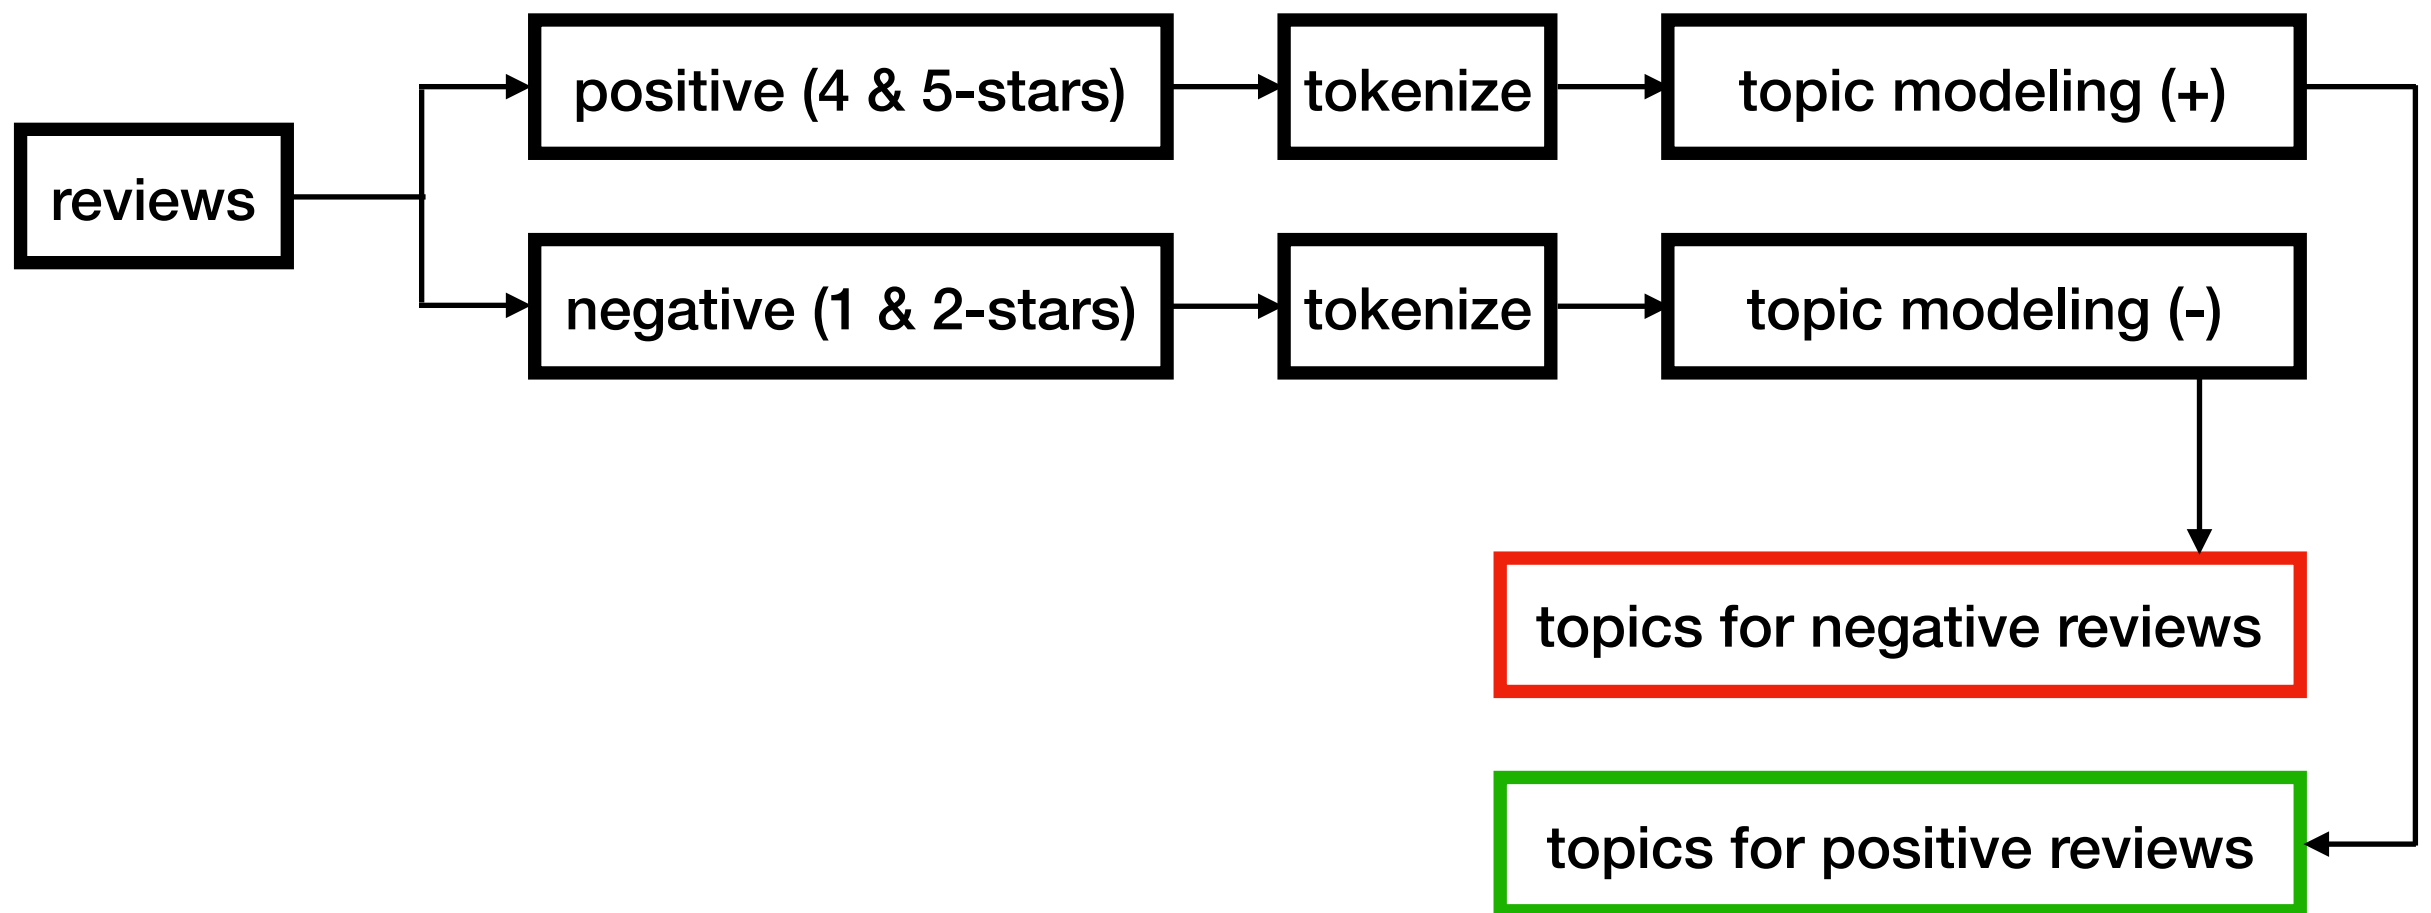 reviews
positive (4 & 5-stars)
tokenize
topic modeling (+)
negative (1 & 2-stars)
tokenize
topic modeling (-)
topics for negative reviews
topics for positive reviews